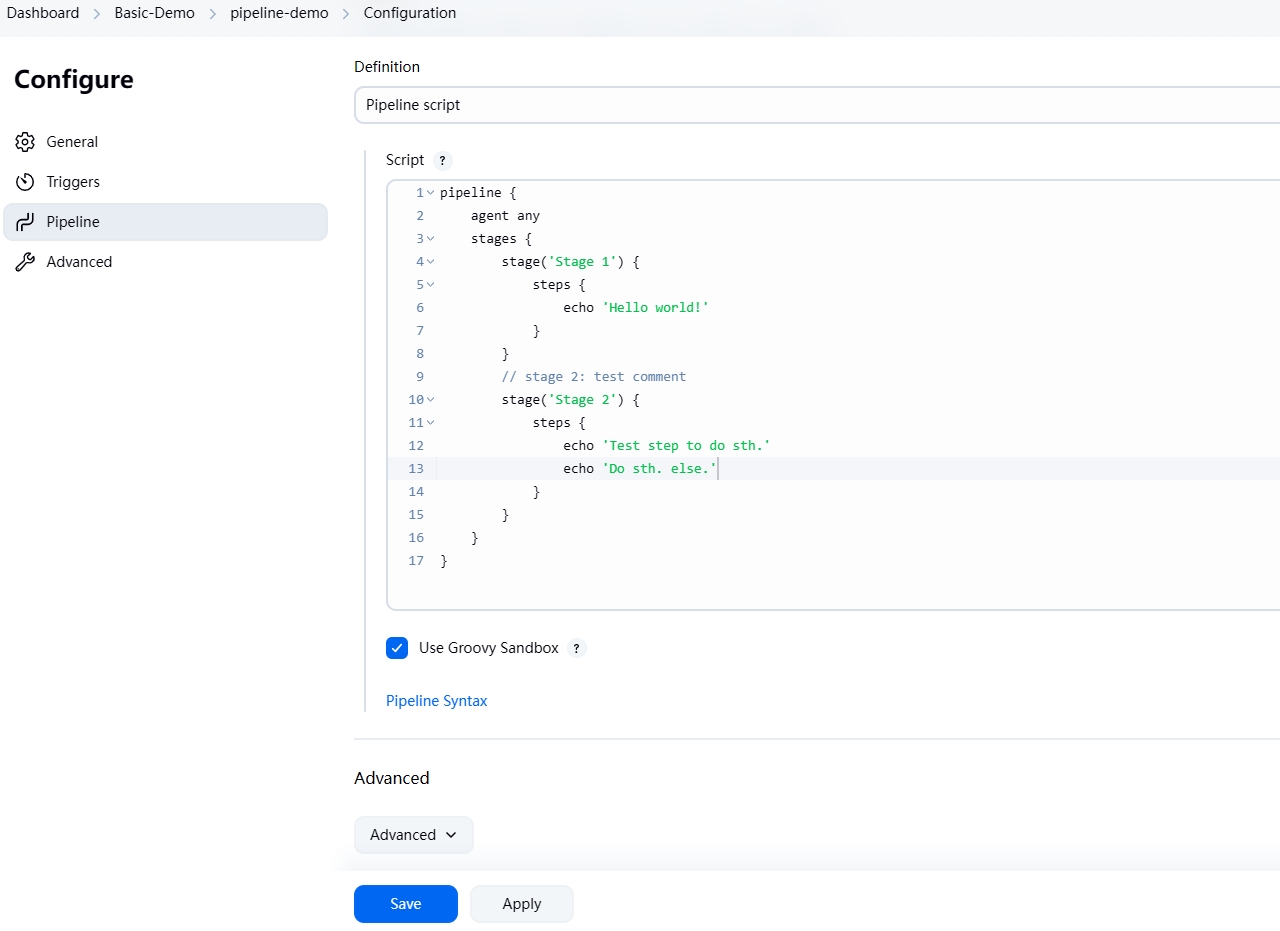 Dashboard > Basic-Demo > pipeline-demo > Configuration
Configure
General
Triggers
Pipeline
Advanced
Definition
Pipeline script
Script ?
1 pipeline {
2     agent any
3     stages {
4         stage('Stage 1') {
5             steps {
6                 echo 'Hello world!'
7             }
8         }
9         // stage 2: test comment
10         stage('Stage 2') {
11             steps {
12                 echo 'Test step to do sth.'
13                 echo 'Do sth. else.'
14             }
15         }
16     }
17 }
Use Groovy Sandbox ?
Pipeline Syntax
Advanced
Advanced
Save Apply